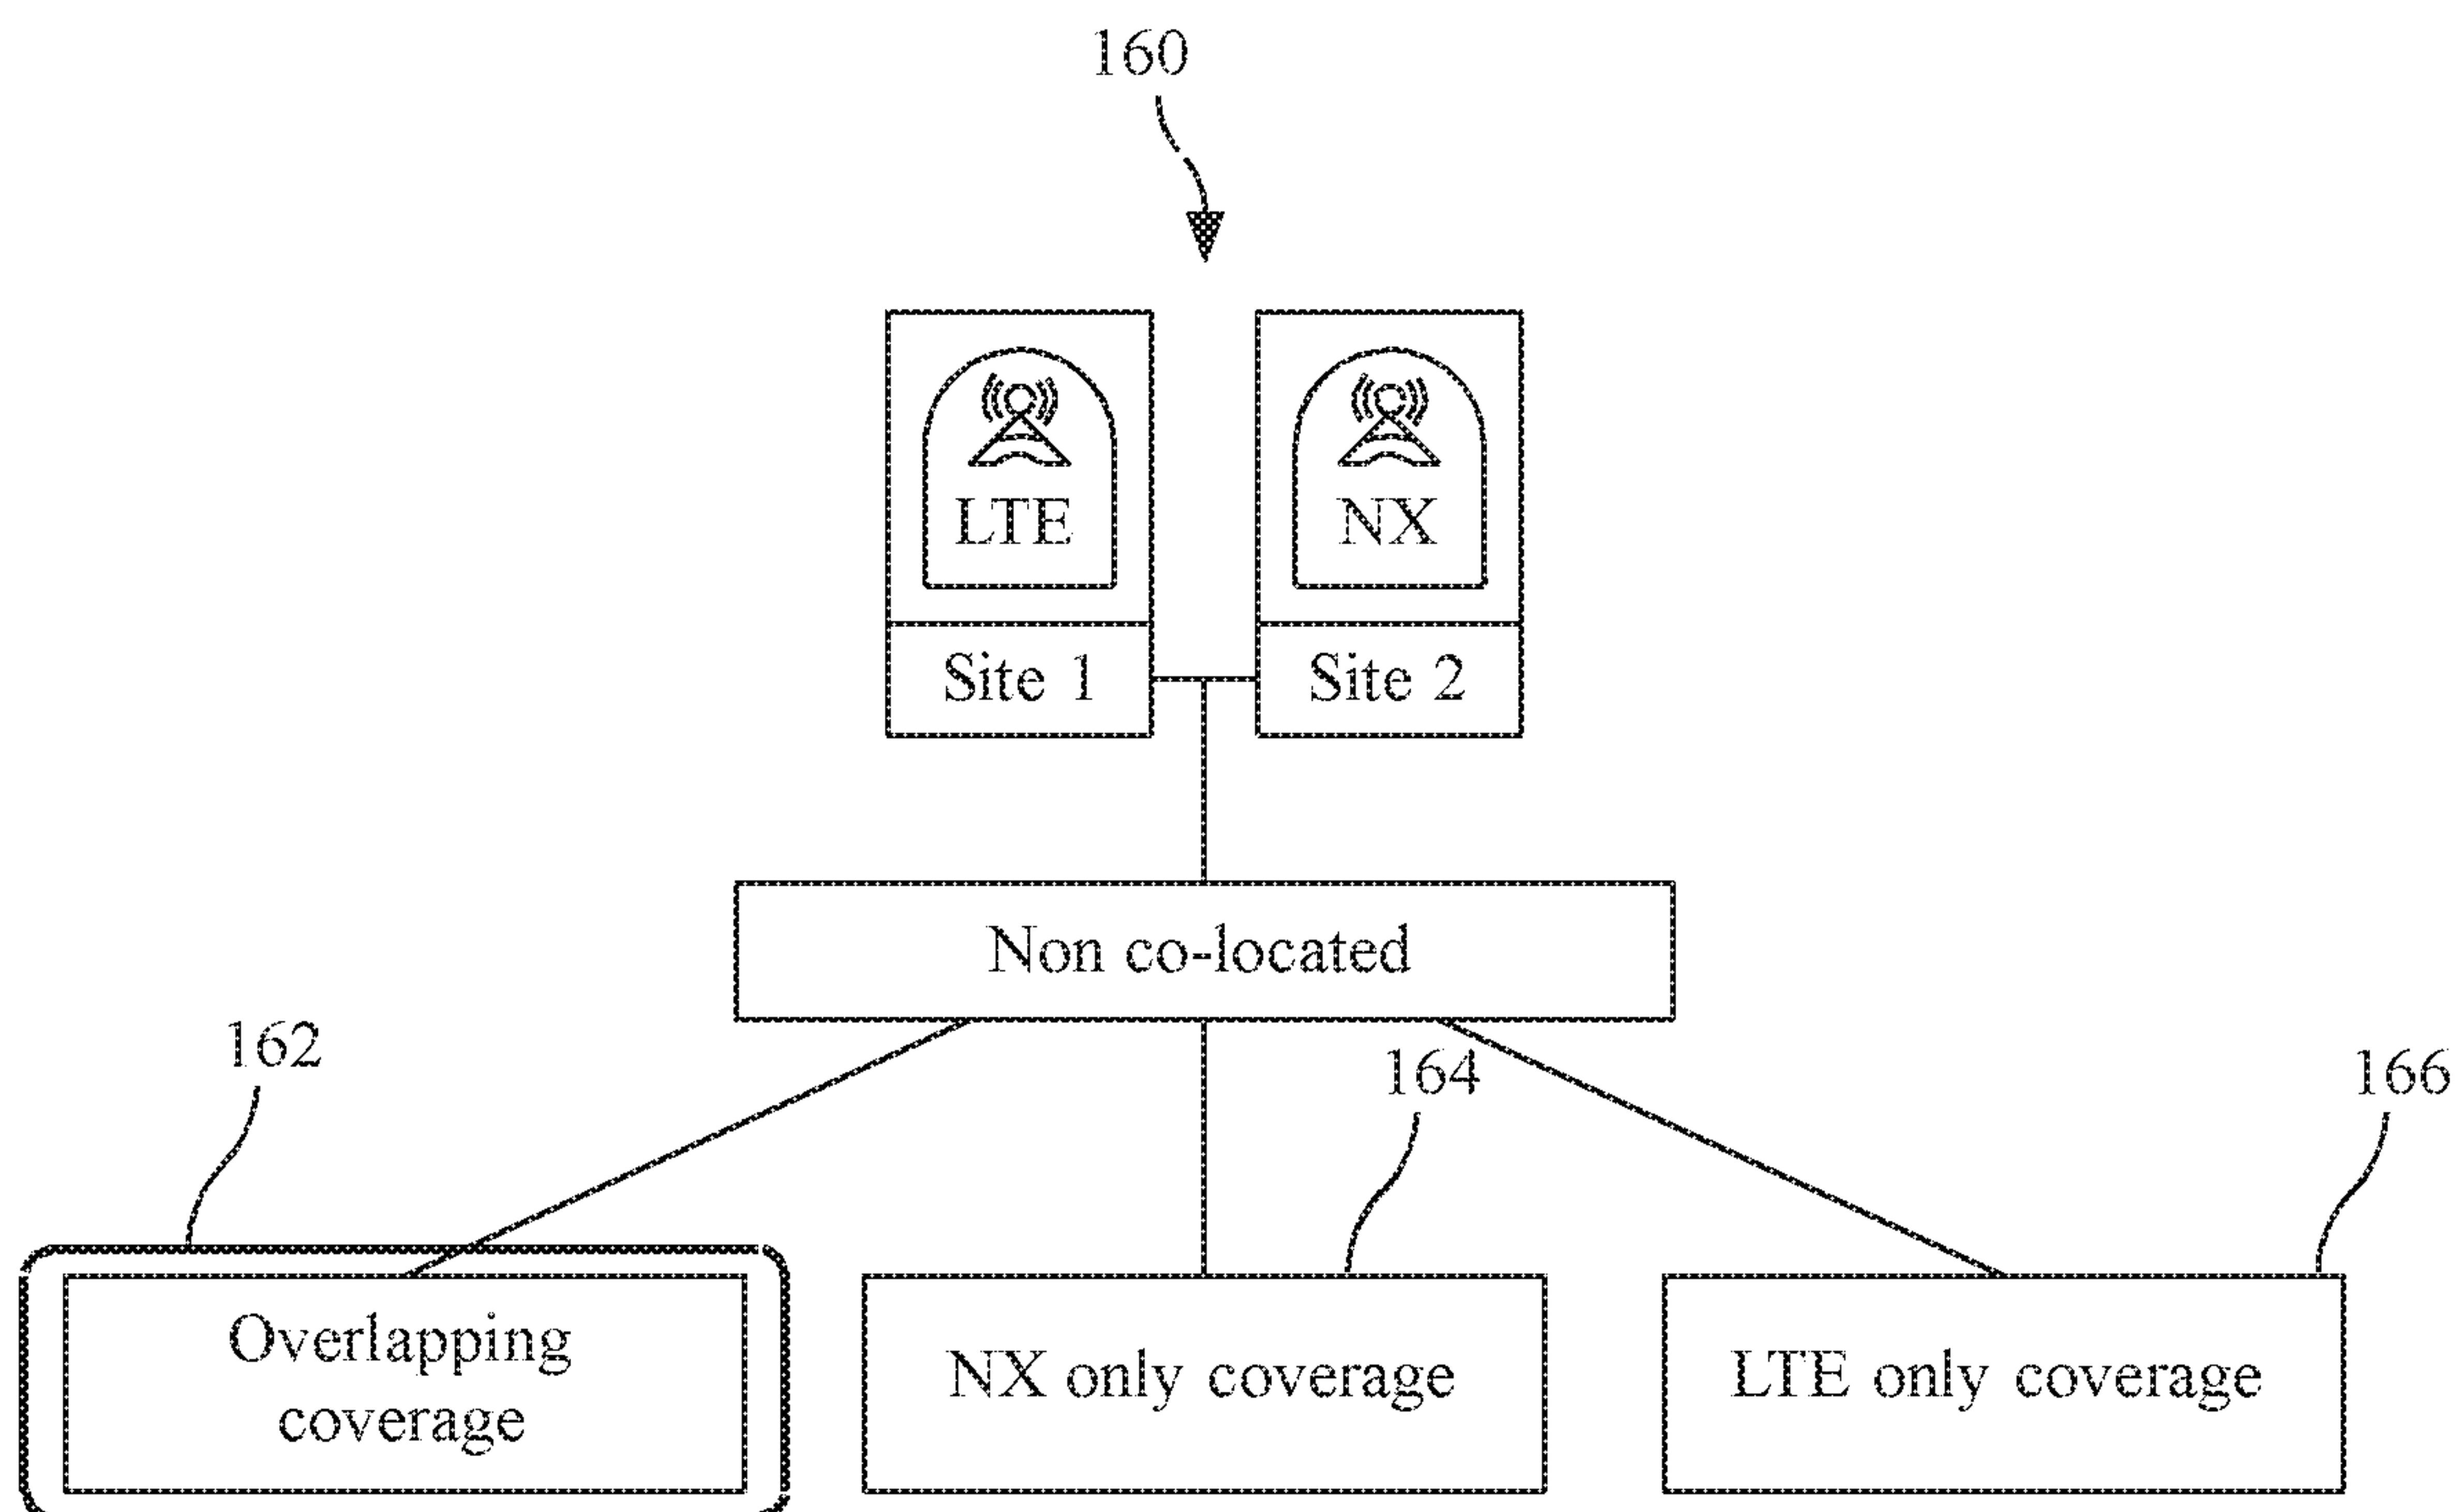 160
LTE
NX
Site 1
Site 2
Non co-located
162
164
166
Overlapping
coverage
NX only coverage
LTE only coverage